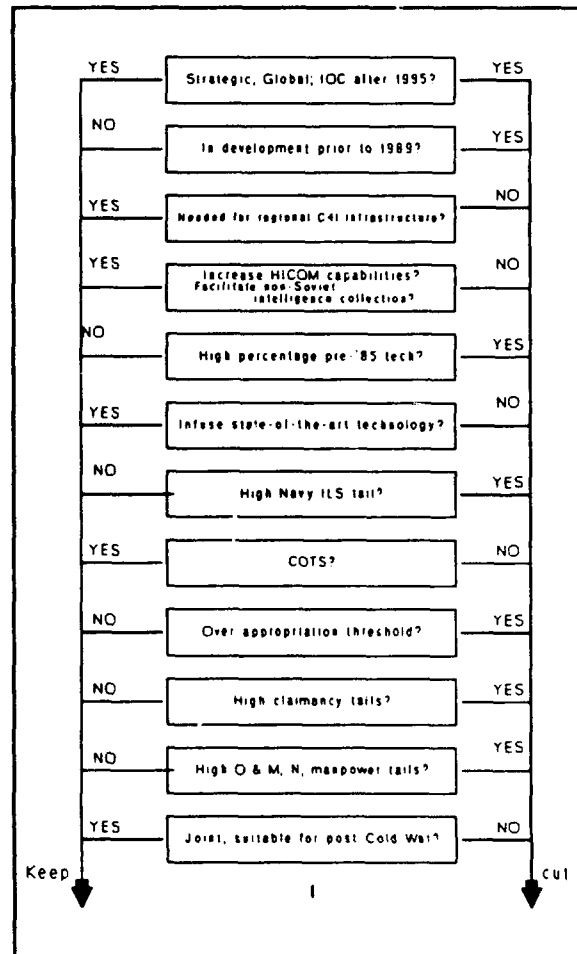 YES Strategic, Global; IOC after 1995? YES
NO In development prior to 1989? YES
YES Needed for regional C4I infrastructure? NO
YES Increase HICOM capabilities? NO
Facilitate non-Soviet
intelligence collection?
NO High percentage pre-'85 tech? YES
YES Infuse state-of-the-art technology? NO
NO High Navy ILS tail? YES
YES COTS? NO
NO Over appropriation threshold? YES
NO High claimancy tails? YES
NO High O & M, N, manpower tails? YES
YES Joint, suitable for post Cold War? NO
Keep cut